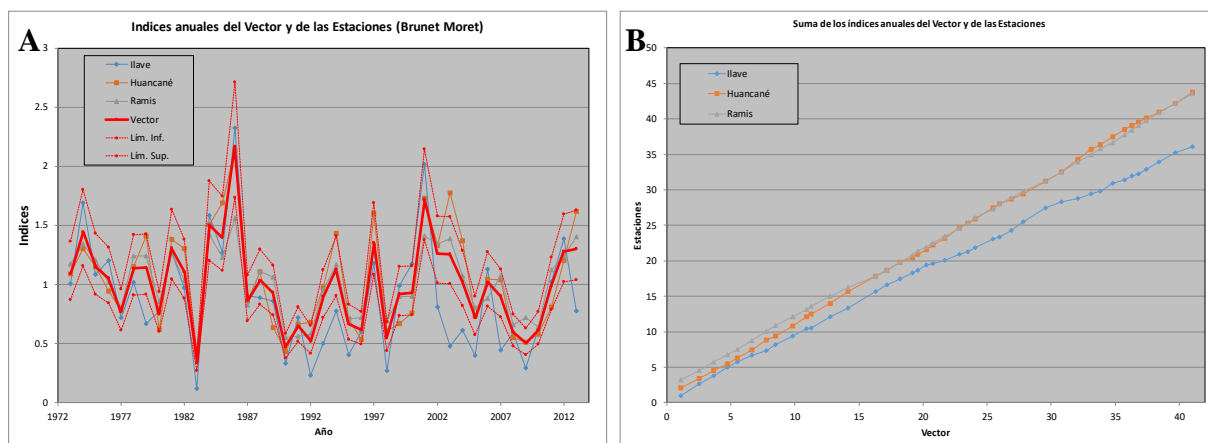 A
Indices anuales del Vector y de las Estaciones (Brunet Moret)
3
2.5
2
1.5
1
0.5
0
Indices
Ilave
Huancané
Ramis
Vector
Lím. Inf.
Lím. Sup.
1972 1977 1982 1987 1992 1997 2002 2007 2012
Año
B
Suma de los índices anuales del Vector y de las Estaciones
50
45
40
35
30
25
20
15
10
5
0
Estaciones
Ilave
Huancané
Ramis
0 5 10 15 20 25 30 35 40
Vector